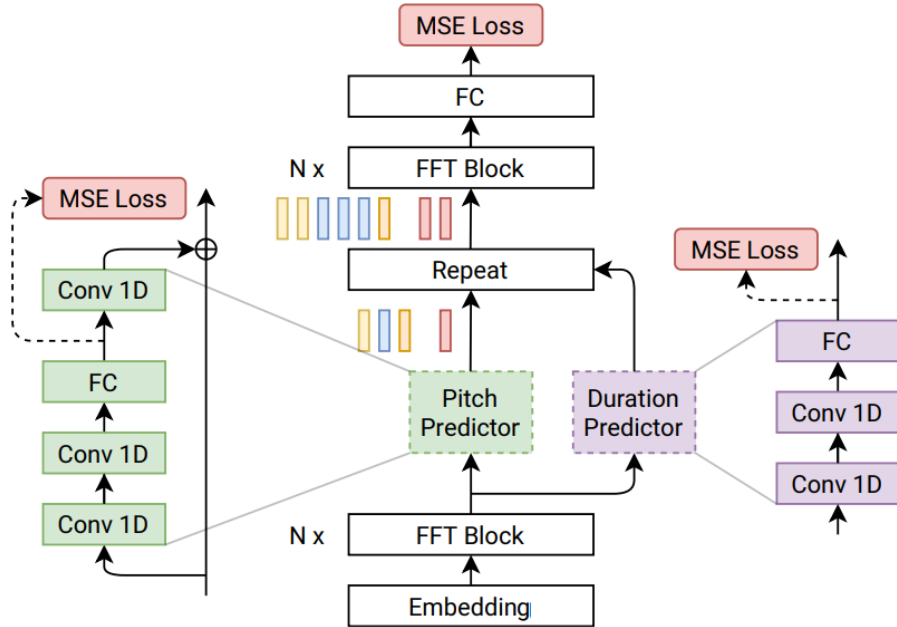 MSE Loss
FC
N x
FFT Block
MSE Loss
MSE Loss
Repeat
Conv 1D
FC
FC
Pitch
Predictor
Duration
Predictor
Conv 1D
Conv 1D
Conv 1D
Conv 1D
N x
FFT Block
Embedding